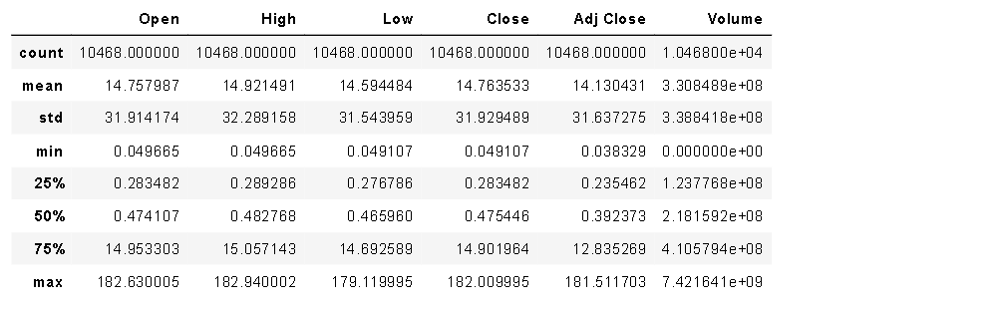 Open High Low Close Adj Close Volume
count 10468.000000 10468.000000 10468.000000 10468.000000 10468.000000 1.046800e+04
mean 14.757987 14.921491 14.594484 14.763533 14.130431 3.308489e+08
std 31.914174 32.289158 31.543959 31.929489 31.637275 3.388418e+08
min 0.049665 0.049665 0.049107 0.049107 0.038329 0.000000e+00
25% 0.283482 0.289286 0.276786 0.283482 0.235462 1.237768e+08
50% 0.474107 0.482768 0.465960 0.475446 0.392373 2.181592e+08
75% 14.953303 15.057143 14.692589 14.901964 12.835269 4.105794e+08
max 182.630005 182.940002 179.119995 182.009995 181.511703 7.421641e+09